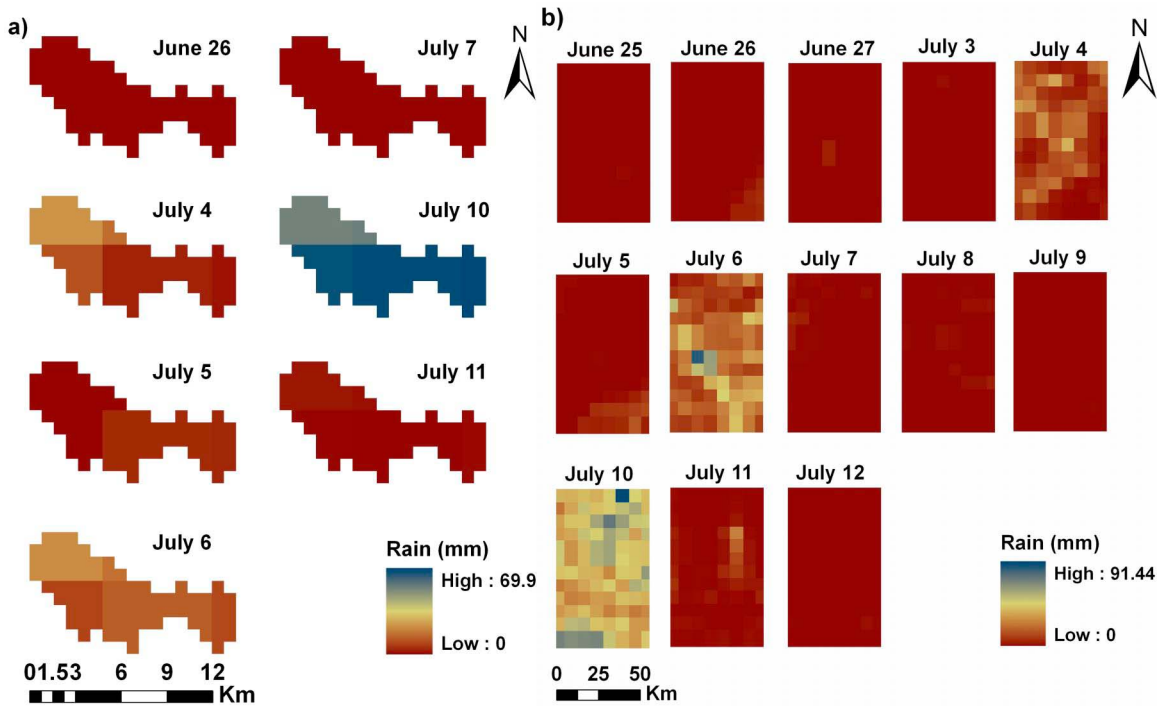 a)
N
June 26
July 7
July 4
July 10
July 5
July 11
July 6
Rain (mm)
High : 69.9
Low : 0
01.53 6 9 12
Km
b)
N
June 25
June 26
June 27
July 3
July 4
July 5
July 6
July 7
July 8
July 9
July 10
July 11
July 12
Rain (mm)
High : 91.44
Low : 0
0 25 50
Km